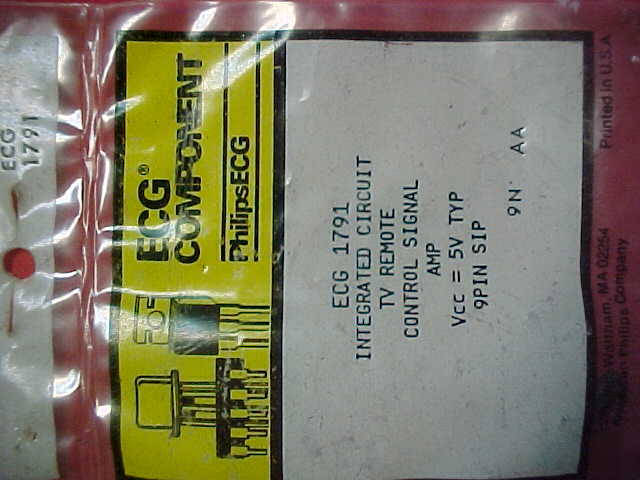 ECG
1791
ECG®
COMPONENT
PhilipsECG
ECG 1791
INTEGRATED CIRCUIT
TV REMOTE
CONTROL SIGNAL
AMP
Vcc = 5V TYP
9PIN SIP
9N AA
Waltham, MA 02254 Printed in U.S.A
Philips Company